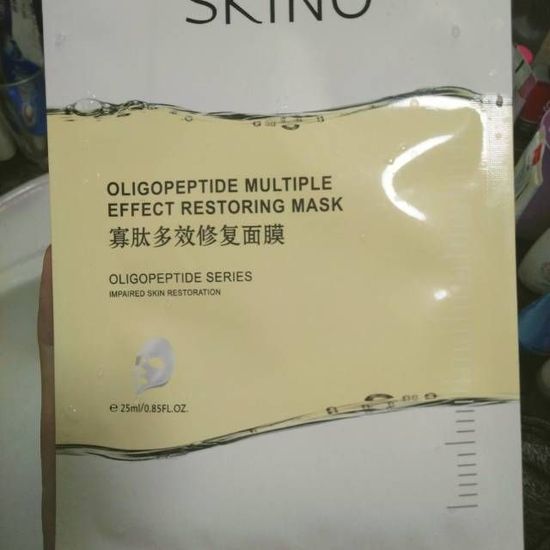 SKINO
OLIGOPEPTIDE MULTIPLE
EFFECT RESTORING MASK
寡肽多效修复面膜
OLIGOPEPTIDE SERIES
IMPAIRED SKIN RESTORATION
℮ 25ml/0.85FL.OZ.